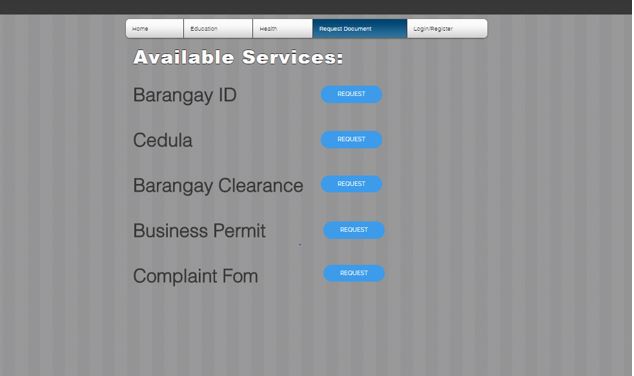 Home Education Health Request Document Login/Register
Available Services:
Barangay ID REQUEST
Cedula REQUEST
Barangay Clearance REQUEST
Business Permit REQUEST
Complaint Fom REQUEST